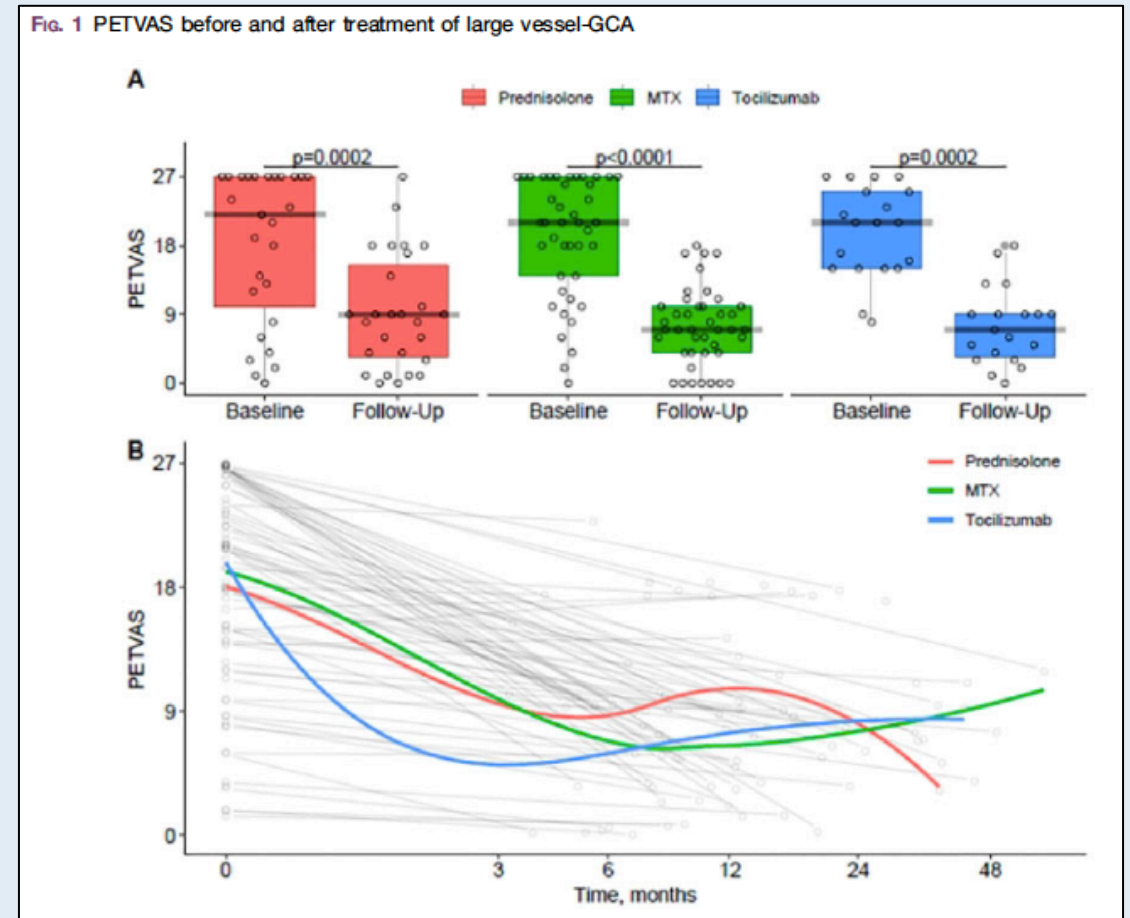 FIG. 1 PETVAS before and after treatment of large vessel-GCA
A
Prednisolone MTX Tocilizumab
p=0.0002 p<0.0001 p=0.0002
27
18
9
0
PETVAS
Baseline Follow-Up Baseline Follow-Up Baseline Follow-Up
B
Prednisolone
MTX
Tocilizumab
27
18
9
0
PETVAS
0 3 6 12 24 48
Time, months